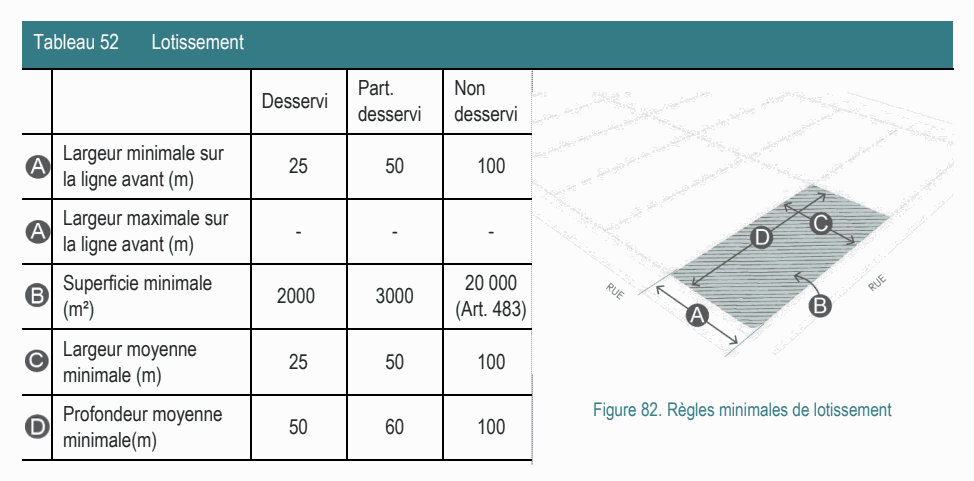 Tableau 52 Lotissement
Desservi
Part.
desservi
Non
desservi
A Largeur minimale sur
la ligne avant (m)
25 50 100
A Largeur maximale sur
la ligne avant (m)
- - -
B Superficie minimale
(m²)
2000 3000 20 000
(Art. 483)
C Largeur moyenne
minimale (m)
25 50 100
D Profondeur moyenne
minimale(m)
50 60 100
D
C
A
B
RUE
RUE
Figure 82. Règles minimales de lotissement